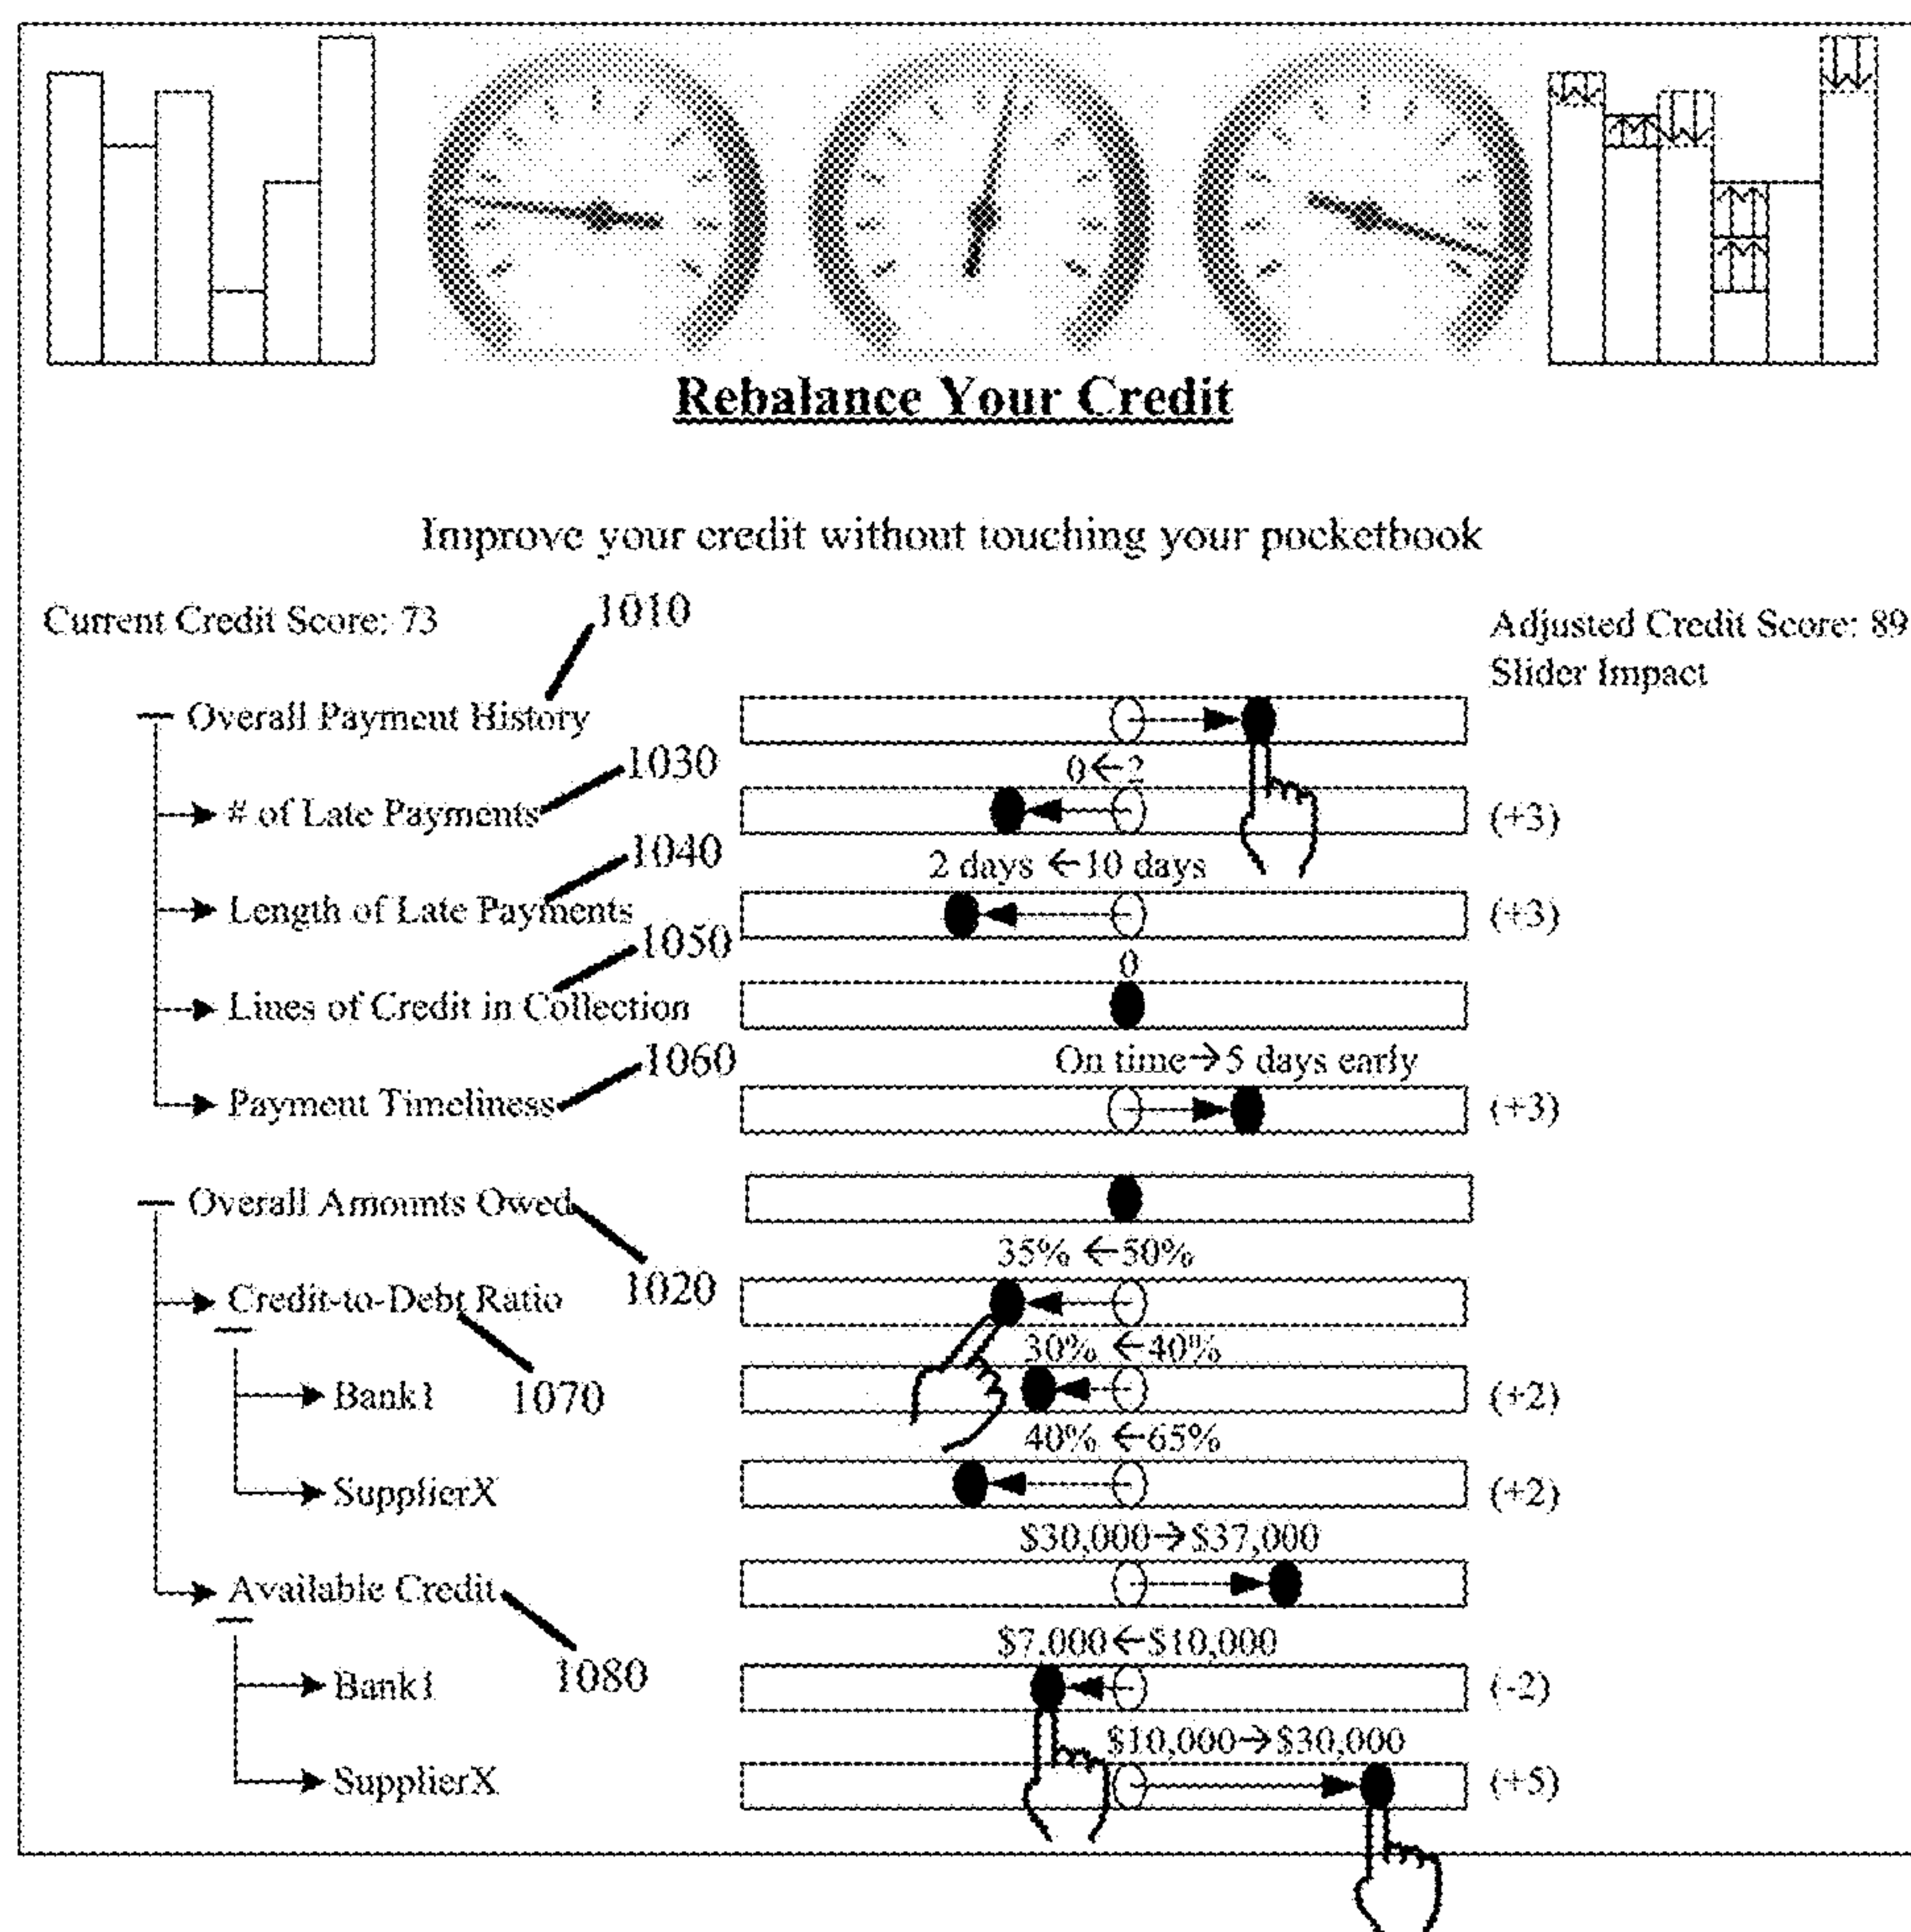 Rebalance Your Credit
Improve your credit without touching your pocketbook
Current Credit Score: 73
1010
Adjusted Credit Score: 89
Slider Impact
Overall Payment History
1030
0←2
# of Late Payments
(+3)
1040
2 days ←10 days
Length of Late Payments
(+3)
1050
0
Lines of Credit in Collection
1060
On time→5 days early
Payment Timeliness
(+3)
Overall Amounts Owed
35% ←50%
Credit-to-Debt Ratio
1020
30% ←40%
Bank1
1070
(+2)
40% ←65%
SupplierX
(+2)
$30,000→$37,000
Available Credit
$7,000←$10,000
Bank1
1080
(-2)
$10,000→$30,000
SupplierX
(+5)